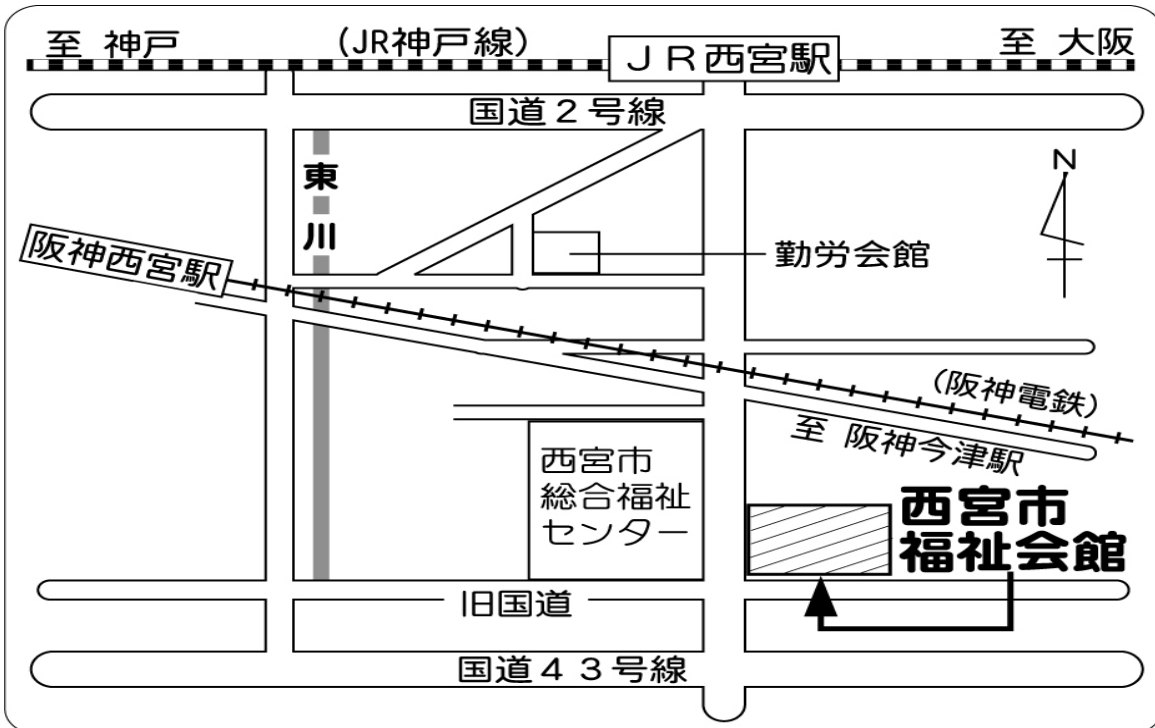 至 神戸
(JR神戸線)
JR西宮駅
至 大阪
国道2号線
東川
N
阪神西宮駅
勤労会館
(阪神電鉄)
至 阪神今津駅
西宮市
総合福祉
センター
西宮市
福祉会館
旧国道
国道43号線